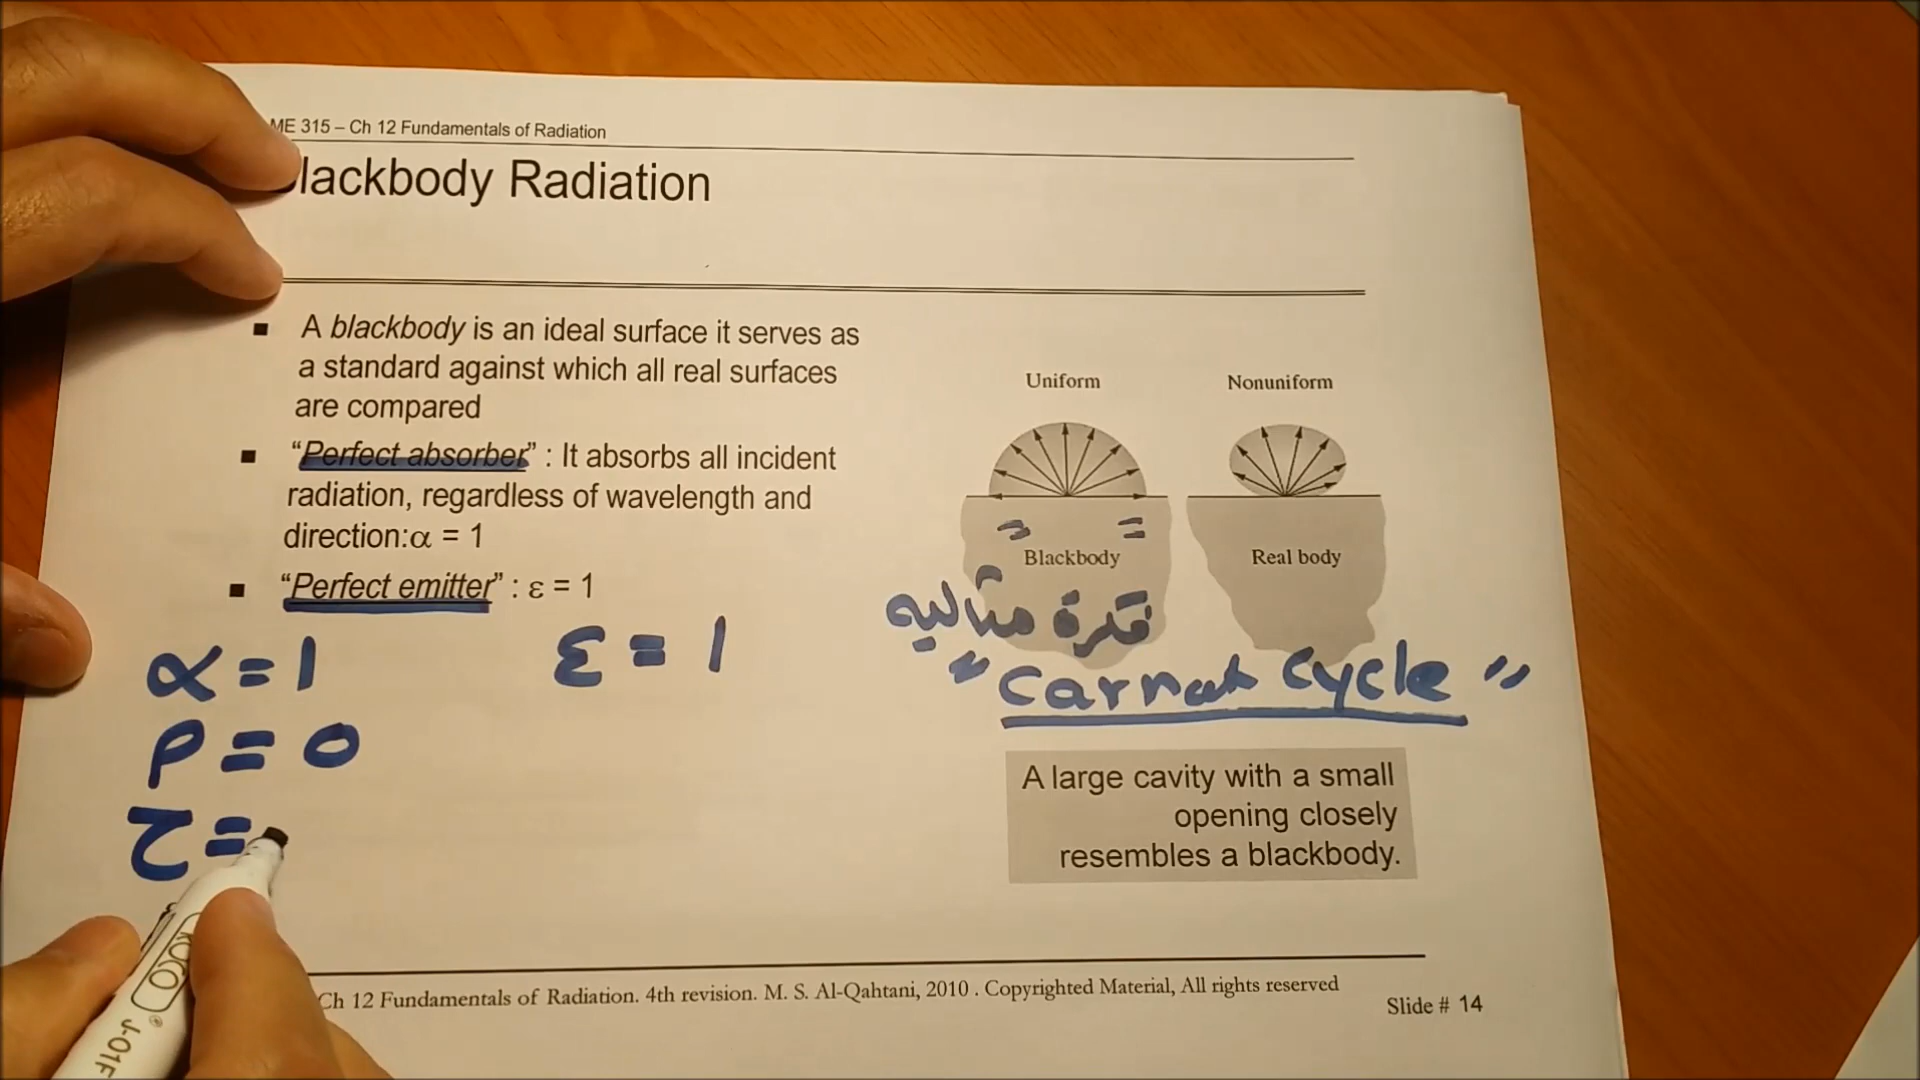 ME 315 – Ch 12 Fundamentals of Radiation
lackbody Radiation
▪ A blackbody is an ideal surface it serves as
a standard against which all real surfaces
are compared
▪ “Perfect absorber” : It absorbs all incident
radiation, regardless of wavelength and
direction:α = 1
▪ “Perfect emitter” : ε = 1
α = 1
ε = 1
ρ = 0
τ =
Uniform
Nonuniform
= =
Blackbody
Real body
قدرة مثاليه
"Carnot cycle"
A large cavity with a small
opening closely
resembles a blackbody.
Ch 12 Fundamentals of Radiation. 4th revision. M. S. Al-Qahtani, 2010 . Copyrighted Material, All rights reserved
Slide # 14
KOCO
J-01F